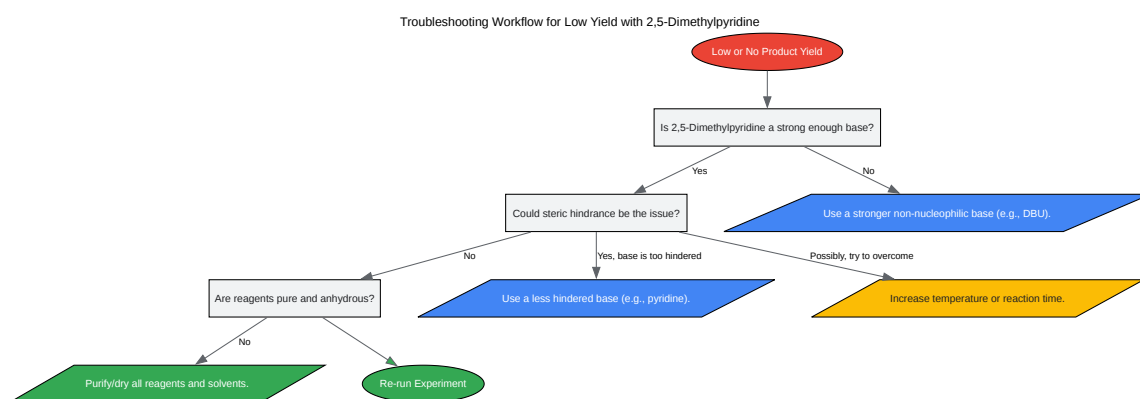 Troubleshooting Workflow for Low Yield with 2,5-Dimethylpyridine
Low or No Product Yield
Is 2,5-Dimethylpyridine a strong enough base?
Yes
No
Could steric hindrance be the issue?
Use a stronger non-nucleophilic base (e.g., DBU).
No
Yes, base is too hindered
Possibly, try to overcome
Are reagents pure and anhydrous?
Use a less hindered base (e.g., pyridine).
Increase temperature or reaction time.
No
Purify/dry all reagents and solvents.
Re-run Experiment